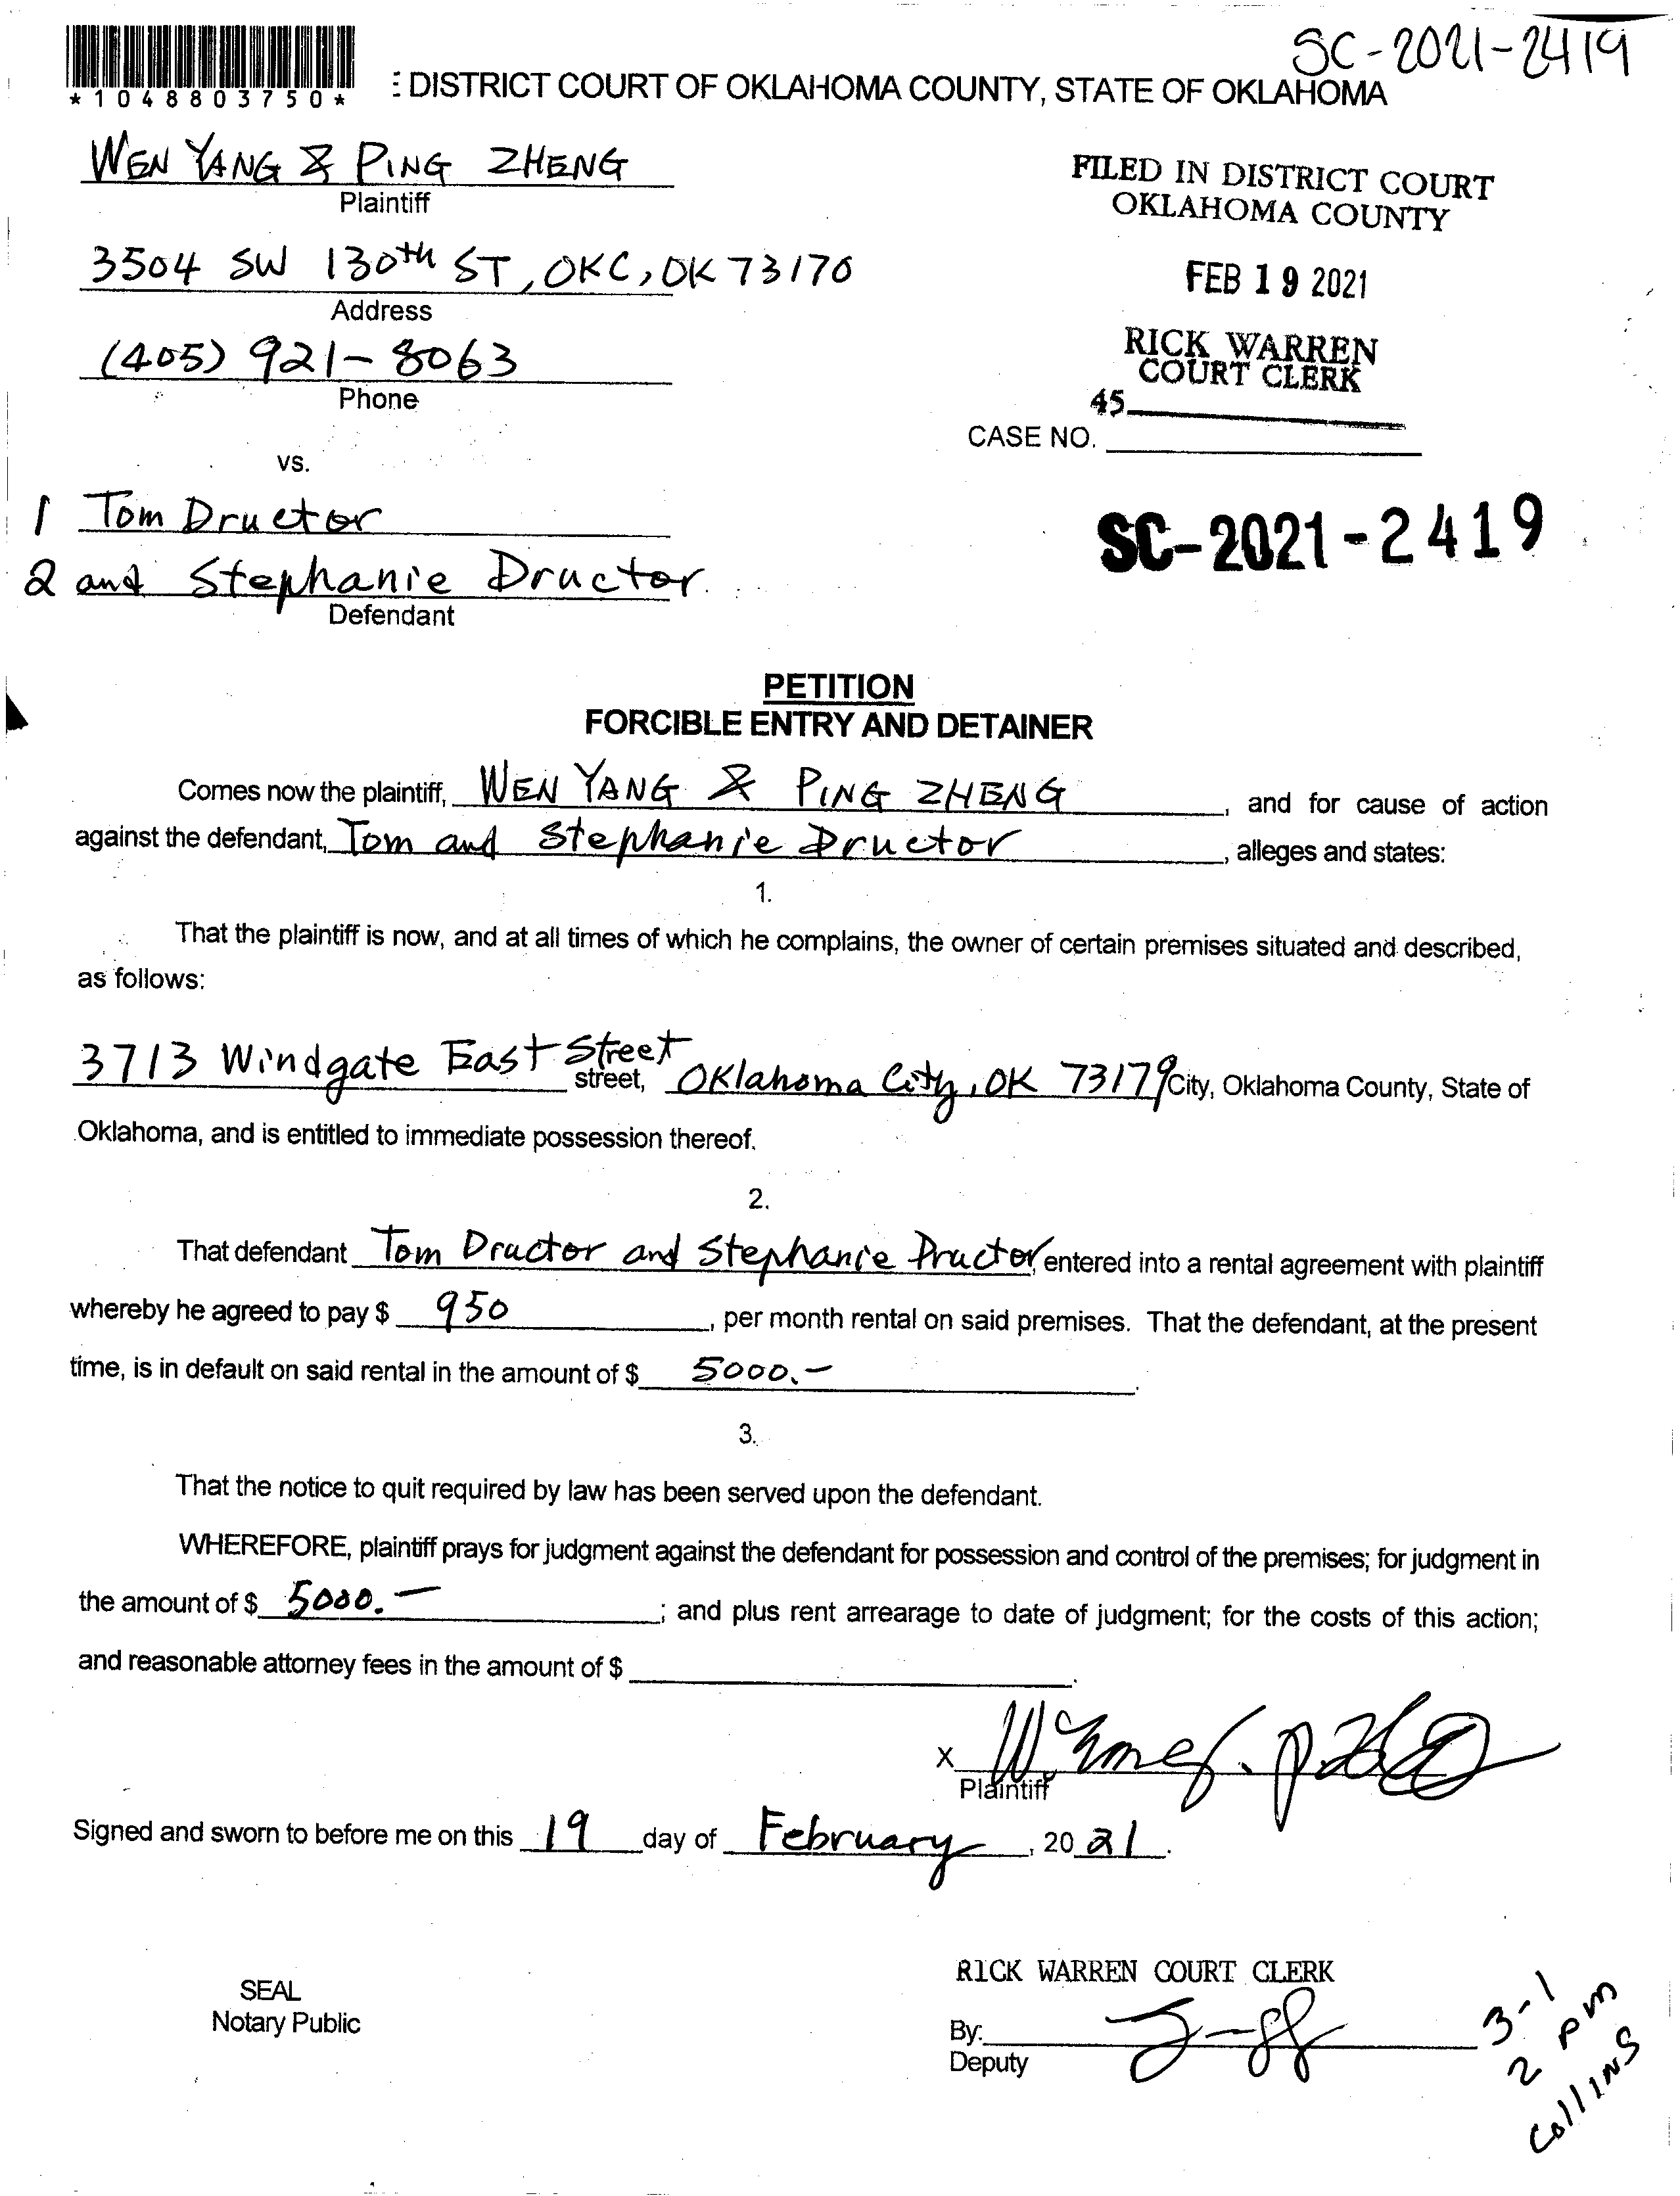 SC-2021-2419
*1048803750*
: DISTRICT COURT OF OKLAHOMA COUNTY, STATE OF OKLAHOMA
WEN YANG & PING ZHENG
Plaintiff
FILED IN DISTRICT COURT
OKLAHOMA COUNTY
3504 SW 130th ST, OKC, OK 73170
Address
FEB 19 2021
(405) 921-8063
Phone
RICK WARREN
COURT CLERK
45
CASE NO.
vs.
1 Tom Dructor
2 and Stephanie Dructor
Defendant
SC-2021-2419
PETITION
FORCIBLE ENTRY AND DETAINER
Comes now the plaintiff, WEN YANG & PING ZHENG, and for cause of action
against the defendant, Tom and Stephanie Dructor, alleges and states:
1.
That the plaintiff is now, and at all times of which he complains, the owner of certain premises situated and described,
as follows:
3713 Windgate East Street street, Oklahoma City, OK 73179 City, Oklahoma County, State of
Oklahoma, and is entitled to immediate possession thereof.
2.
That defendant Tom Dructor and Stephanie Dructor, entered into a rental agreement with plaintiff
whereby he agreed to pay $ 950, per month rental on said premises. That the defendant, at the present
time, is in default on said rental in the amount of $ 5000.-.
3.
That the notice to quit required by law has been served upon the defendant.
WHEREFORE, plaintiff prays for judgment against the defendant for possession and control of the premises; for judgment in
the amount of $ 5000.-; and plus rent arrearage to date of judgment; for the costs of this action;
and reasonable attorney fees in the amount of $ .
X
Plaintiff
Signed and sworn to before me on this 19 day of February, 2021.
SEAL
Notary Public
RICK WARREN COURT CLERK
By:
Deputy
3-1
2 pm
Collins